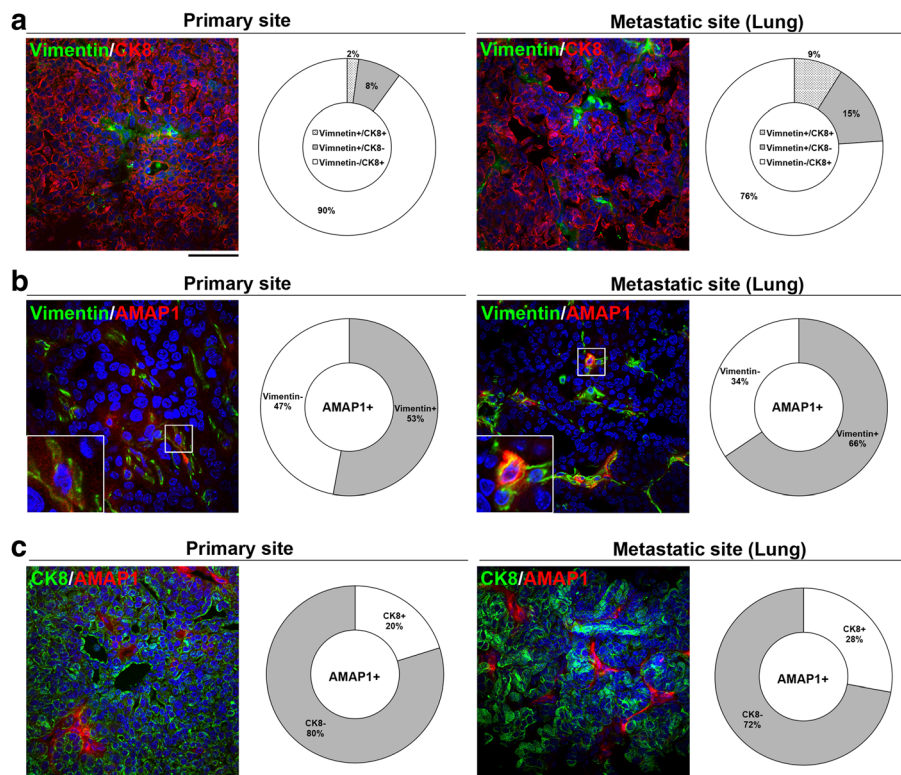 a
Primary site
Metastatic site (Lung)
Vimentin/CK8
2%
8%
Vimnetin+/CK8+
Vimnetin+/CK8-
Vimnetin-/CK8+
90%
Vimentin/CK8
9%
15%
Vimnetin+/CK8+
Vimnetin+/CK8-
Vimnetin-/CK8+
76%
b
Primary site
Metastatic site (Lung)
Vimentin/AMAP1
Vimentin-
47%
AMAP1+
Vimentin+
53%
Vimentin/AMAP1
Vimentin-
34%
AMAP1+
Vimentin+
66%
c
Primary site
Metastatic site (Lung)
CK8/AMAP1
CK8+
20%
AMAP1+
CK8-
80%
CK8/AMAP1
CK8+
28%
AMAP1+
CK8-
72%